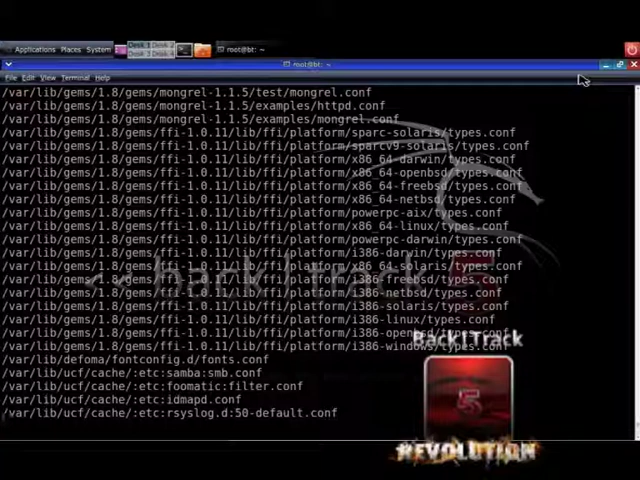 Applications Places System Desk 1 Desk 2 Desk 3 Desk 4 root@bt: ~
root@bt: ~
File Edit View Terminal Help
/var/lib/gems/1.8/gems/mongrel-1.1.5/test/mongrel.conf
/var/lib/gems/1.8/gems/mongrel-1.1.5/examples/httpd.conf
/var/lib/gems/1.8/gems/mongrel-1.1.5/examples/mongrel.conf
/var/lib/gems/1.8/gems/ffi-1.0.11/lib/ffi/platform/sparc-solaris/types.conf
/var/lib/gems/1.8/gems/ffi-1.0.11/lib/ffi/platform/sparcv9-solaris/types.conf
/var/lib/gems/1.8/gems/ffi-1.0.11/lib/ffi/platform/x86_64-darwin/types.conf
/var/lib/gems/1.8/gems/ffi-1.0.11/lib/ffi/platform/x86_64-openbsd/types.conf
/var/lib/gems/1.8/gems/ffi-1.0.11/lib/ffi/platform/x86_64-freebsd/types.conf
/var/lib/gems/1.8/gems/ffi-1.0.11/lib/ffi/platform/x86_64-netbsd/types.conf
/var/lib/gems/1.8/gems/ffi-1.0.11/lib/ffi/platform/powerpc-aix/types.conf
/var/lib/gems/1.8/gems/ffi-1.0.11/lib/ffi/platform/x86_64-linux/types.conf
/var/lib/gems/1.8/gems/ffi-1.0.11/lib/ffi/platform/powerpc-darwin/types.conf
/var/lib/gems/1.8/gems/ffi-1.0.11/lib/ffi/platform/i386-darwin/types.conf
/var/lib/gems/1.8/gems/ffi-1.0.11/lib/ffi/platform/x86_64-solaris/types.conf
/var/lib/gems/1.8/gems/ffi-1.0.11/lib/ffi/platform/i386-freebsd/types.conf
/var/lib/gems/1.8/gems/ffi-1.0.11/lib/ffi/platform/i386-netbsd/types.conf
/var/lib/gems/1.8/gems/ffi-1.0.11/lib/ffi/platform/i386-solaris/types.conf
/var/lib/gems/1.8/gems/ffi-1.0.11/lib/ffi/platform/i386-linux/types.conf
/var/lib/gems/1.8/gems/ffi-1.0.11/lib/ffi/platform/i386-openbsd/types.conf
/var/lib/gems/1.8/gems/ffi-1.0.11/lib/ffi/platform/i386-windows/types.conf
/var/lib/defoma/fontconfig.d/fonts.conf
/var/lib/ucf/cache/:etc:samba:smb.conf
/var/lib/ucf/cache/:etc:foomatic:filter.conf
/var/lib/ucf/cache/:etc:idmapd.conf
/var/lib/ucf/cache/:etc:rsyslog.d:50-default.conf
<< back|track 5
Back|Track
5
REVOLUTION